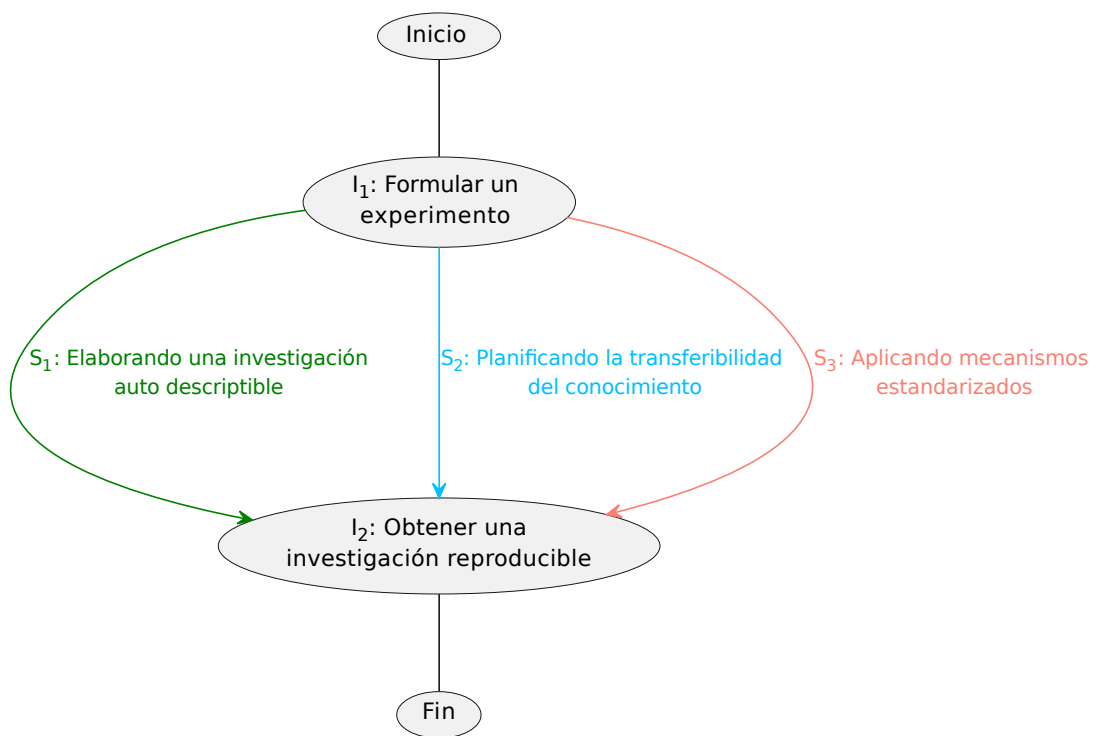 Inicio
I₁: Formular un
experimento
S₁: Elaborando una investigación
auto descriptible
S₂: Planificando la transferibilidad
del conocimiento
S₃: Aplicando mecanismos
estandarizados
I₂: Obtener una
investigación reproducible
Fin